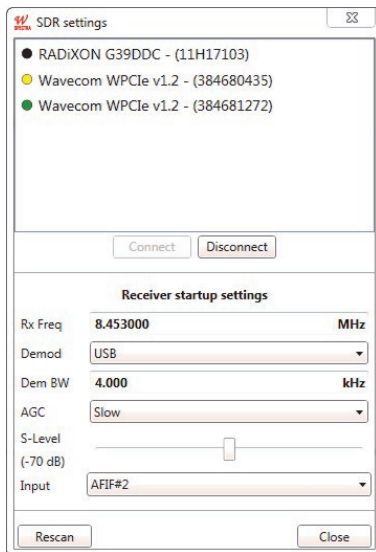 W SPECTRA SDR settings
RADiXON G39DDC - (11H17103)
Wavecom WPCIe v1.2 - (384680435)
Wavecom WPCIe v1.2 - (384681272)
Connect Disconnect
Receiver startup settings
Rx Freq 8.453000 MHz
Demod USB
Dem BW 4.000 kHz
AGC Slow
S-Level
(-70 dB)
Input AFIF#2
Rescan Close